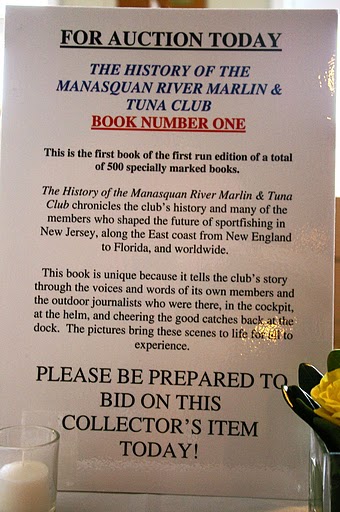 FOR AUCTION TODAY
THE HISTORY OF THE
MANASQUAN RIVER MARLIN &
TUNA CLUB
BOOK NUMBER ONE
This is the first book of the first run edition of a total
of 500 specially marked books.
The History of the Manasquan River Marlin & Tuna
Club chronicles the club's history and many of the
members who shaped the future of sportfishing in
New Jersey, along the East coast from New England
to Florida, and worldwide.
This book is unique because it tells the club's story
through the voices and words of its own members and
the outdoor journalists who were there, in the cockpit,
at the helm, and cheering the good catches back at the
dock. The pictures bring these scenes to life for all to
experience.
PLEASE BE PREPARED TO
BID ON THIS
COLLECTOR'S ITEM
TODAY!